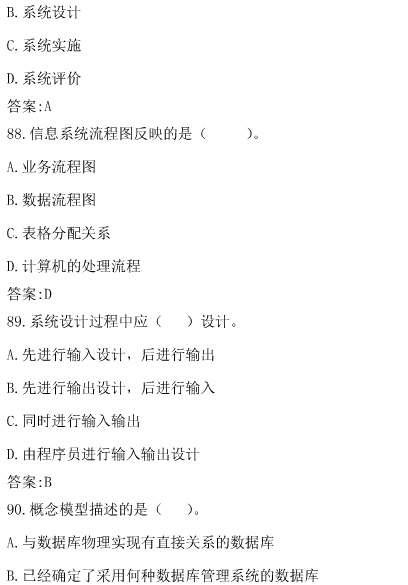 B.系统设计
C.系统实施
D.系统评价
答案:A
88.信息系统流程图反映的是（　　）。
A.业务流程图
B.数据流程图
C.表格分配关系
D.计算机的处理流程
答案:D
89.系统设计过程中应（　）设计。
A.先进行输入设计，后进行输出
B.先进行输出设计，后进行输入
C.同时进行输入输出
D.由程序员进行输入输出设计
答案:B
90.概念模型描述的是（　）。
A.与数据库物理实现有直接关系的数据库
B.已经确定了采用何种数据库管理系统的数据库